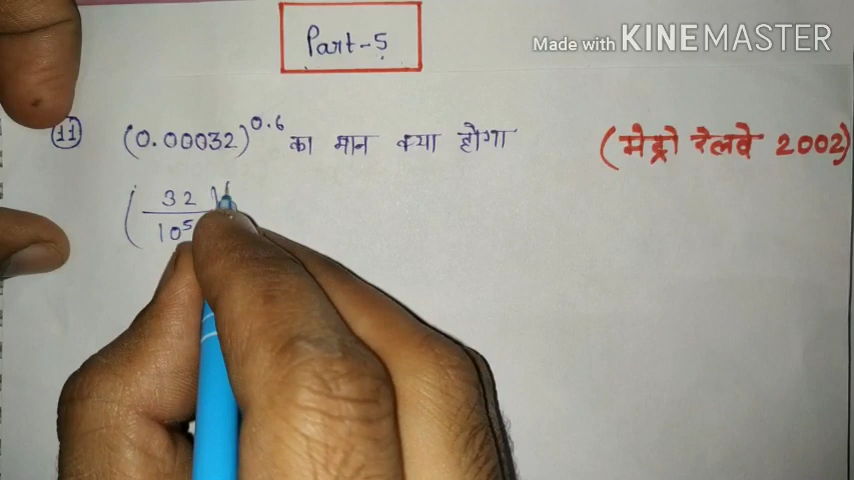 Part-5
Made with KINEMASTER
11 (0.00032)^0.6 का मान क्या होगा (मेट्रो रेलवे 2002)
(32/10^5)